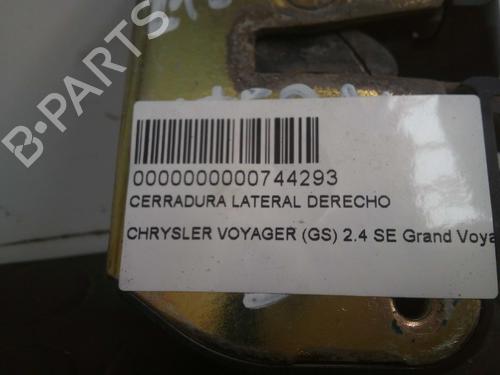 B-PARTS
0000000000744293
CERRADURA LATERAL DERECHO
CHRYSLER VOYAGER (GS) 2.4 SE Grand Voya